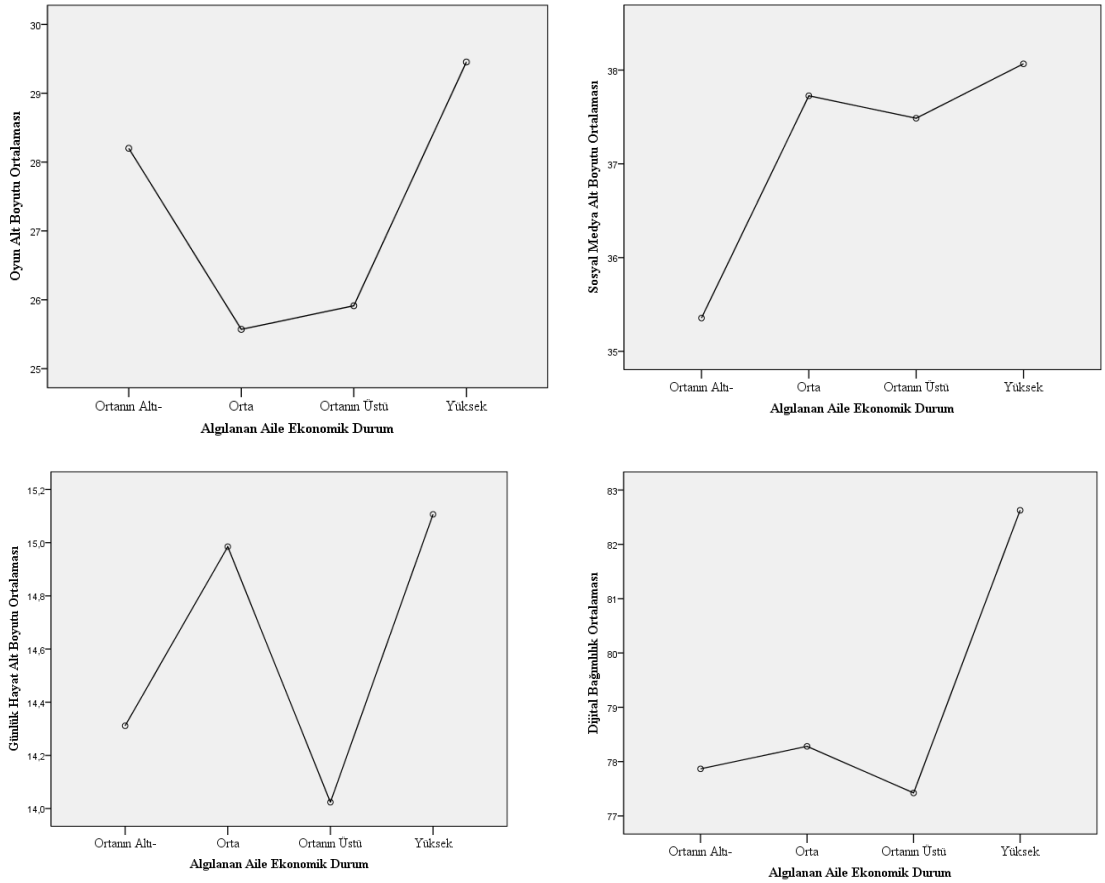 Oyun Alt Boyutu Ortalaması
30
29
28
27
26
25
Ortanın Altı-
Orta
Ortanın Üstü
Yüksek
Algılanan Aile Ekonomik Durum
Sosyal Medya Alt Boyutu Ortalaması
38
37
36
35
Ortanın Altı-
Orta
Ortanın Üstü
Yüksek
Algılanan Aile Ekonomik Durum
Günlük Hayat Alt Boyutu Ortalaması
15,2
15,0
14,8
14,6
14,4
14,2
14,0
Ortanın Altı-
Orta
Ortanın Üstü
Yüksek
Algılanan Aile Ekonomik Durum
Dijital Bağımlılık Ortalaması
83
82
81
80
79
78
77
Ortanın Altı-
Orta
Ortanın Üstü
Yüksek
Algılanan Aile Ekonomik Durum